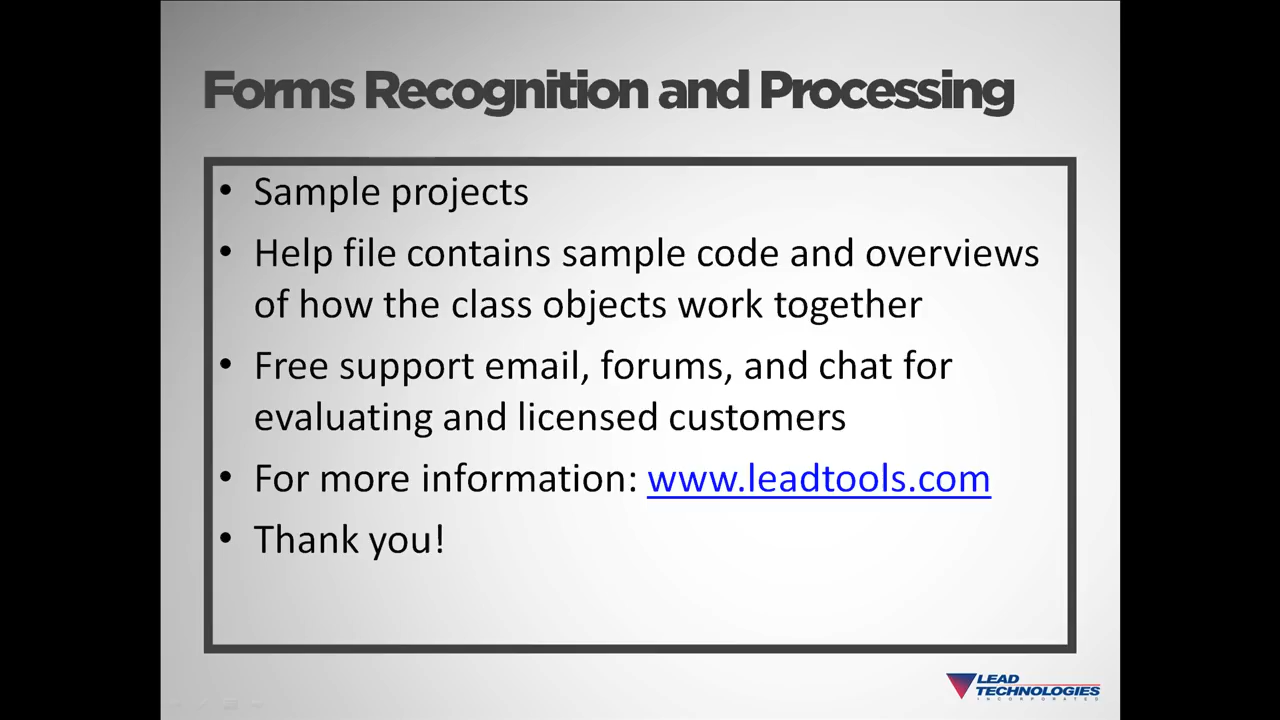 Forms Recognition and Processing
• Sample projects
• Help file contains sample code and overviews
of how the class objects work together
• Free support email, forums, and chat for
evaluating and licensed customers
• For more information: www.leadtools.com
• Thank you!
LEAD
TECHNOLOGIES
INCORPORATED